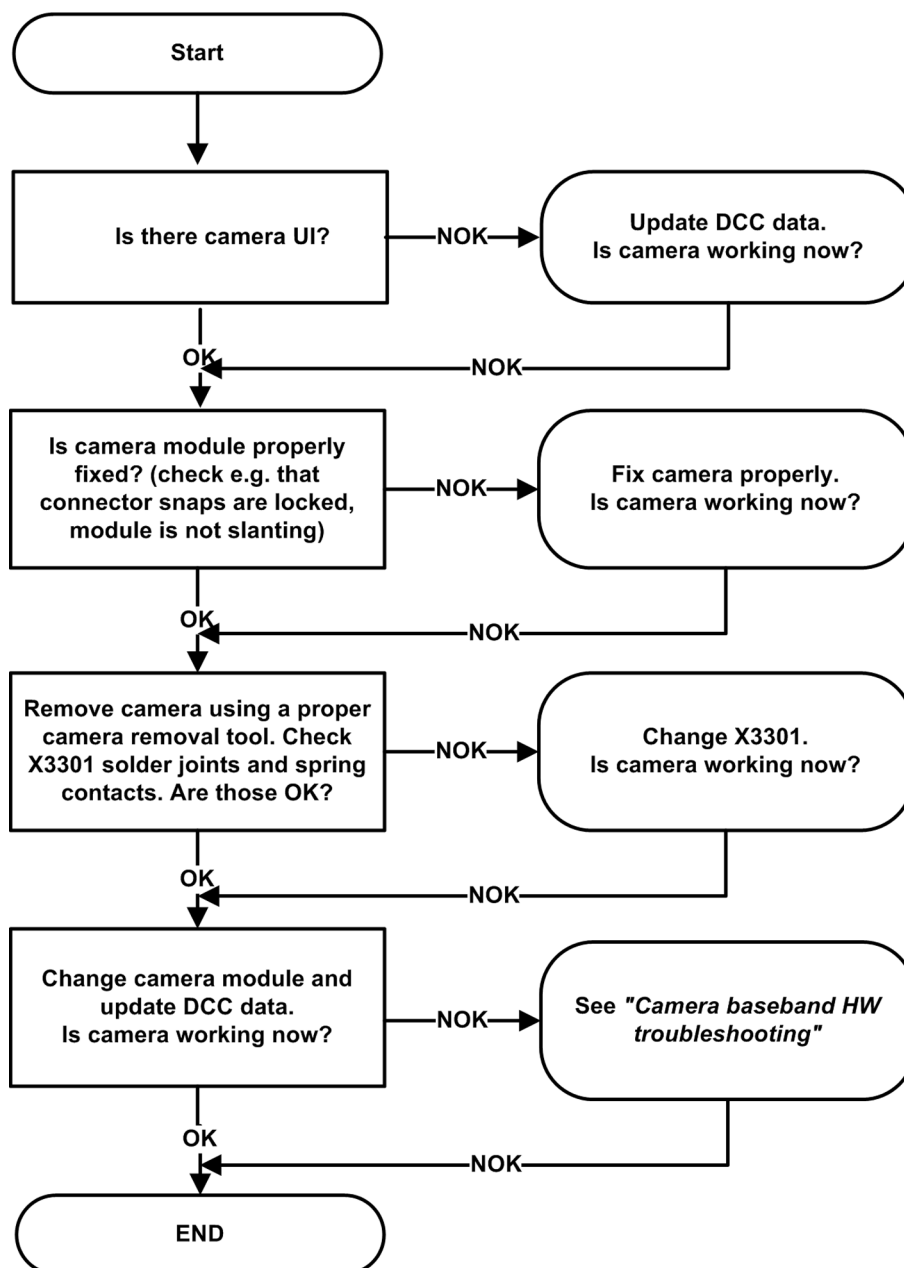 Start
Is there camera UI?
NOK
Update DCC data.
Is camera working now?
OK
NOK
Is camera module properly
fixed? (check e.g. that
connector snaps are locked,
module is not slanting)
NOK
Fix camera properly.
Is camera working now?
OK
NOK
Remove camera using a proper
camera removal tool. Check
X3301 solder joints and spring
contacts. Are those OK?
NOK
Change X3301.
Is camera working now?
OK
NOK
Change camera module and
update DCC data.
Is camera working now?
NOK
See "Camera baseband HW
troubleshooting"
OK
NOK
END